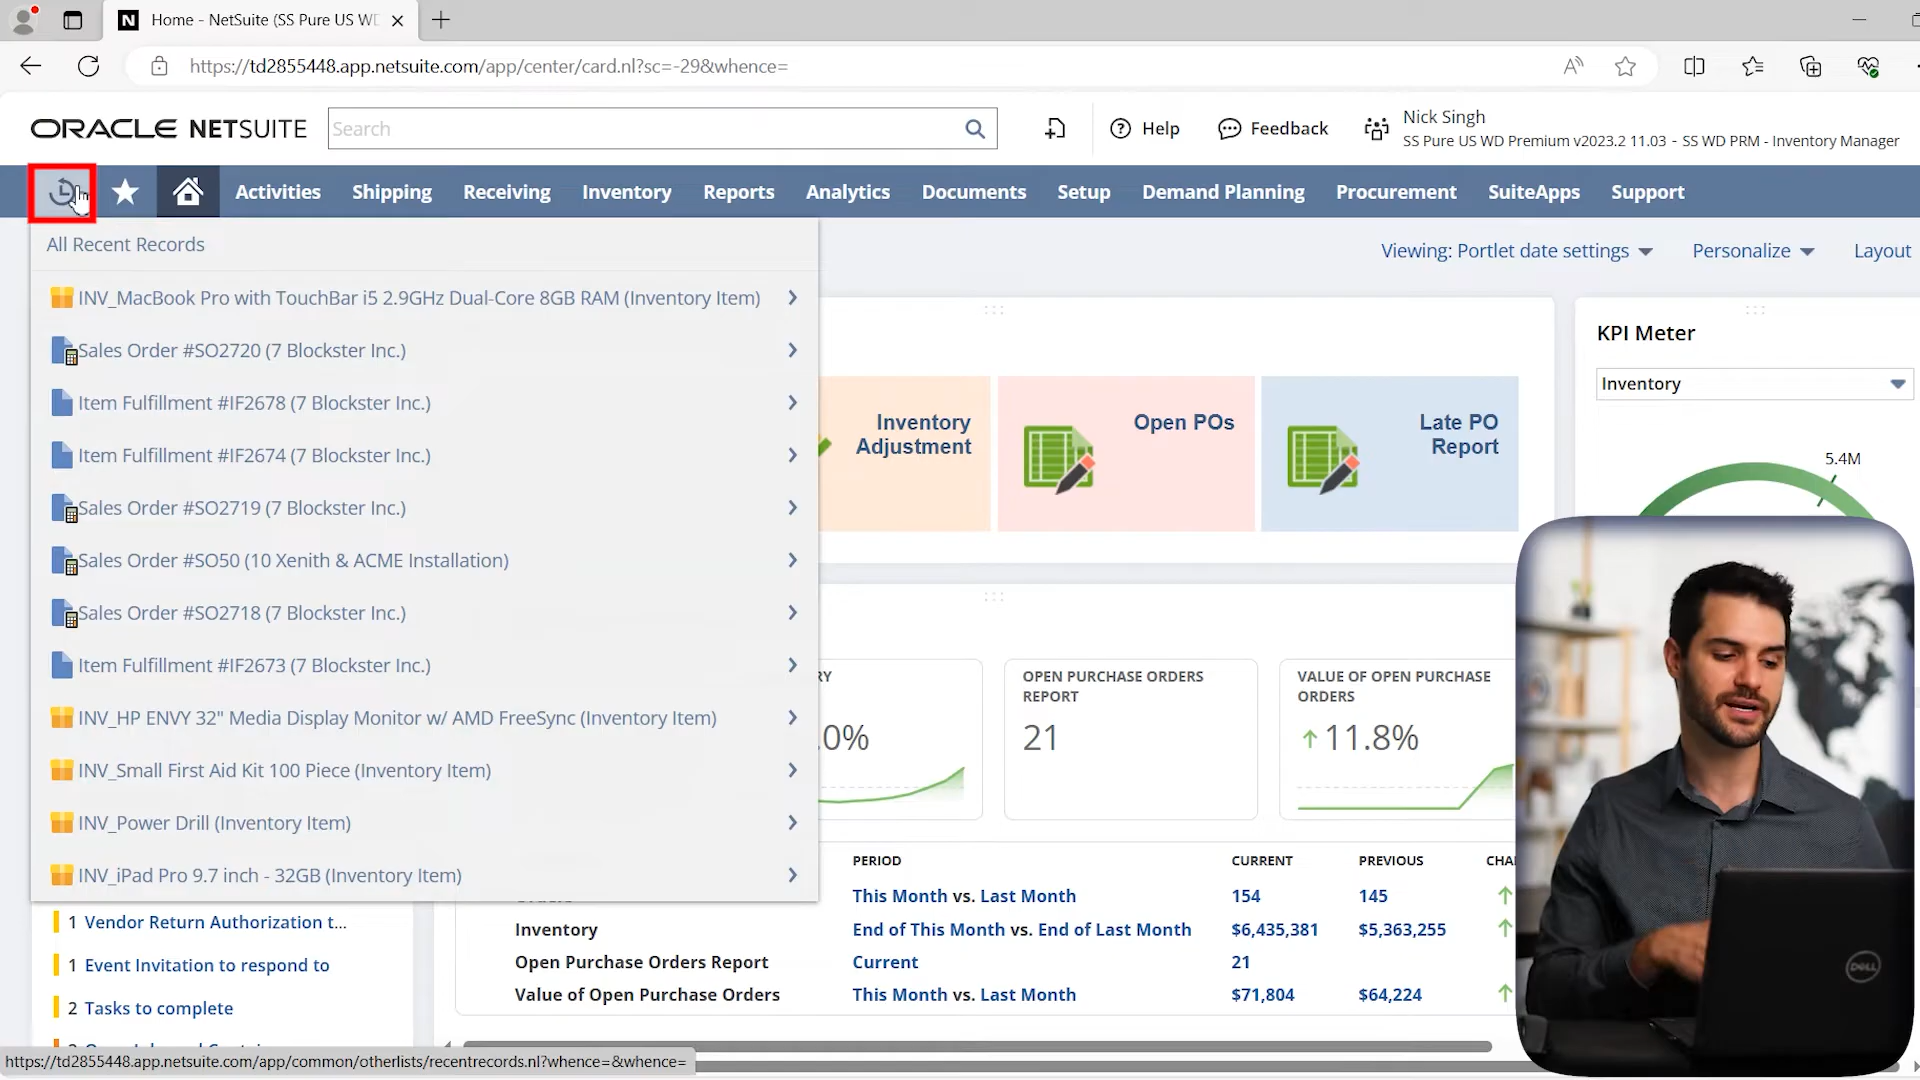 Home - NetSuite (SS Pure US WD
https://td2855448.app.netsuite.com/app/center/card.nl?sc=-29&whence=
ORACLE NETSUITE
Search
Help
Feedback
Nick Singh
SS Pure US WD Premium v2023.2 11.03 - SS WD PRM - Inventory Manager
Activities
Shipping
Receiving
Inventory
Reports
Analytics
Documents
Setup
Demand Planning
Procurement
SuiteApps
Support
Viewing: Portlet date settings
Personalize
Layout
All Recent Records
INV_MacBook Pro with TouchBar i5 2.9GHz Dual-Core 8GB RAM (Inventory Item)
Sales Order #SO2720 (7 Blockster Inc.)
Item Fulfillment #IF2678 (7 Blockster Inc.)
Item Fulfillment #IF2674 (7 Blockster Inc.)
Sales Order #SO2719 (7 Blockster Inc.)
Sales Order #SO50 (10 Xenith & ACME Installation)
Sales Order #SO2718 (7 Blockster Inc.)
Item Fulfillment #IF2673 (7 Blockster Inc.)
INV_HP ENVY 32" Media Display Monitor w/ AMD FreeSync (Inventory Item)
INV_Small First Aid Kit 100 Piece (Inventory Item)
INV_Power Drill (Inventory Item)
INV_iPad Pro 9.7 inch - 32GB (Inventory Item)
Inventory
Adjustment
Open POs
Late PO
Report
KPI Meter
Inventory
5.4M
RY
.0%
OPEN PURCHASE ORDERS
REPORT
21
VALUE OF OPEN PURCHASE
ORDERS
11.8%
PERIOD CURRENT PREVIOUS CHA
This Month vs. Last Month 154 145
Inventory End of This Month vs. End of Last Month $6,435,381 $5,363,255
Open Purchase Orders Report Current 21
Value of Open Purchase Orders This Month vs. Last Month $71,804 $64,224
1 Vendor Return Authorization t...
1 Event Invitation to respond to
2 Tasks to complete
https://td2855448.app.netsuite.com/app/common/otherlists/recentrecords.nl?whence=&whence=
DELL